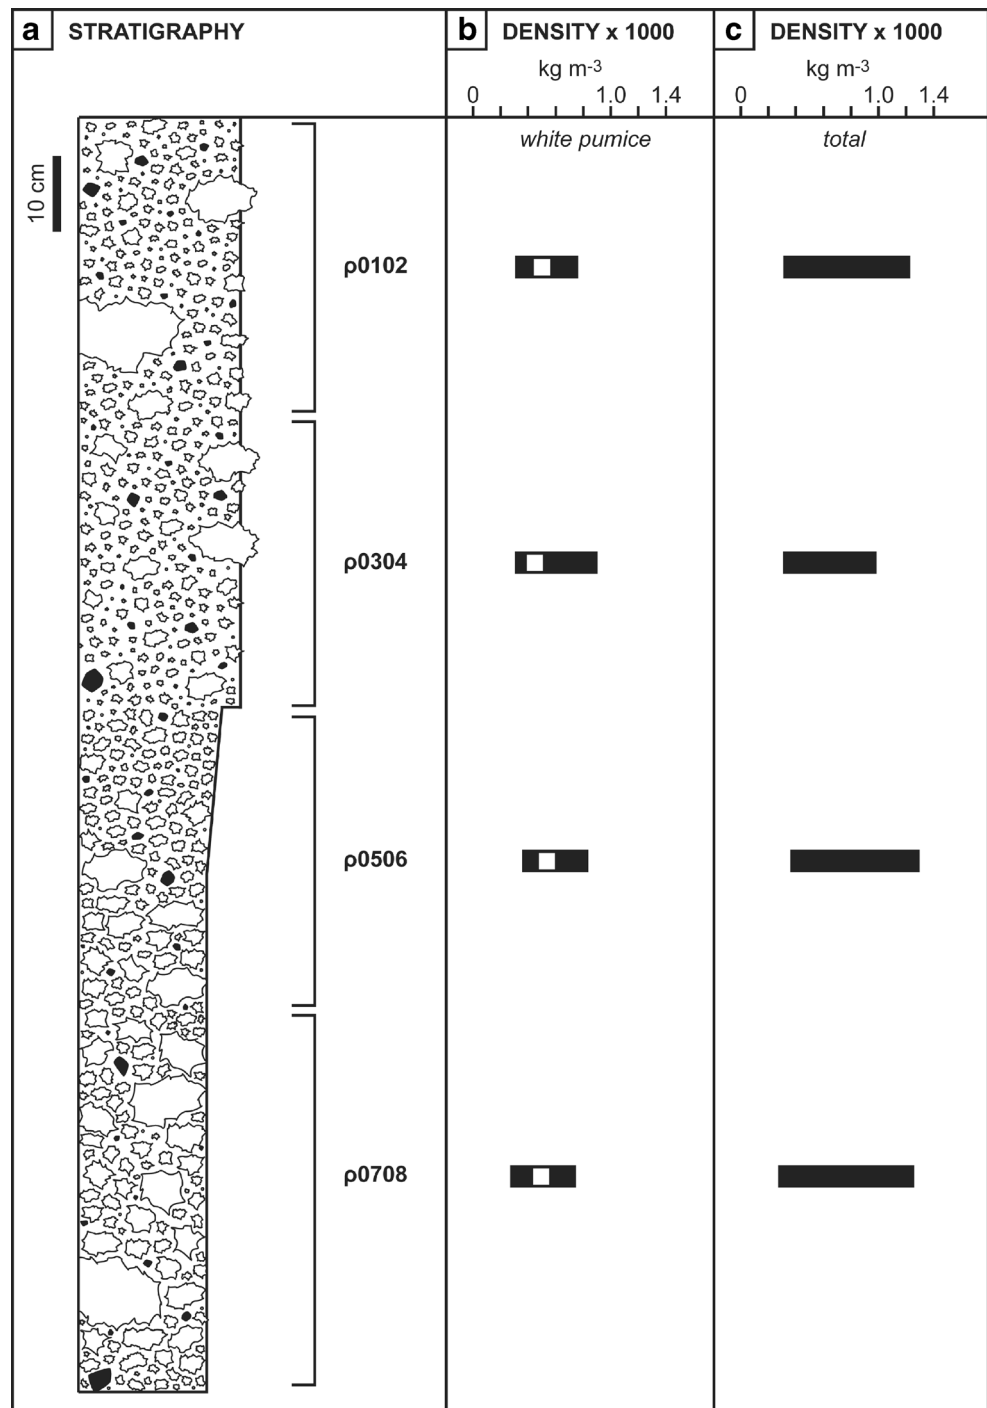 a STRATIGRAPHY
b DENSITY x 1000
kg m-3
0 1.0 1.4
white pumice
c DENSITY x 1000
kg m-3
0 1.0 1.4
total
10 cm
ρ0102
ρ0304
ρ0506
ρ0708